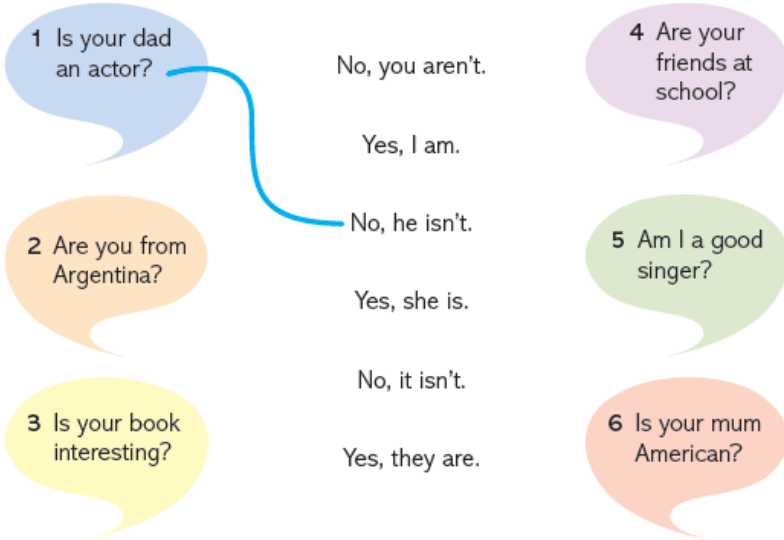 1 Is your dad
an actor?
2 Are you from
Argentina?
3 Is your book
interesting?
No, you aren't.
Yes, I am.
No, he isn't.
Yes, she is.
No, it isn't.
Yes, they are.
4 Are your
friends at
school?
5 Am I a good
singer?
6 Is your mum
American?